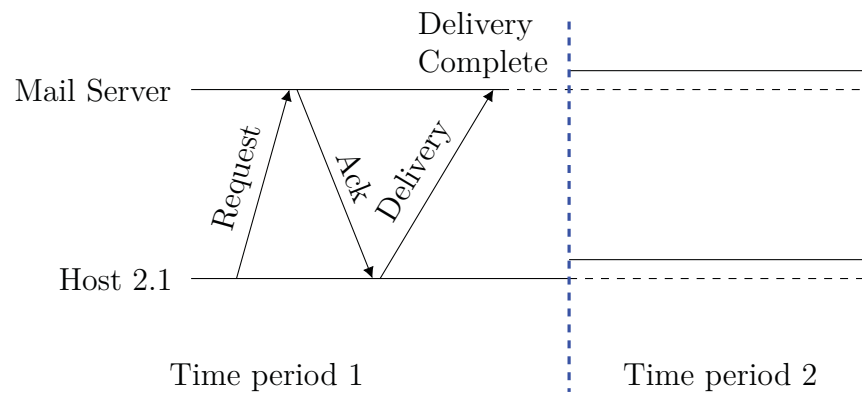 Delivery
Complete
Mail Server
Request
Ack
Delivery
Host 2.1
Time period 1
Time period 2